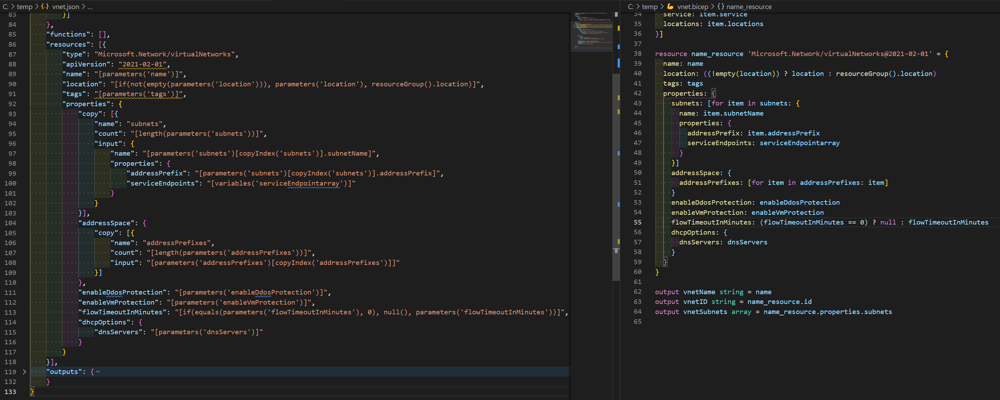 C: > temp > {..} vnet.json > ...
83 }]
84 },
85 "functions": [],
86 "resources": [{
87 "type": "Microsoft.Network/virtualNetworks",
88 "apiVersion": "2021-02-01",
89 "name": "[parameters('name')]",
90 "location": "[if(not(empty(parameters('location'))), parameters('location'), resourceGroup().location)]",
91 "tags": "[parameters('tags')]",
92 "properties": {
93 "copy": [{
94 "name": "subnets",
95 "count": "[length(parameters('subnets'))]",
96 "input": {
97 "name": "[parameters('subnets')[copyIndex('subnets')].subnetName]",
98 "properties": {
99 "addressPrefix": "[parameters('subnets')[copyIndex('subnets')].addressPrefix]",
100 "serviceEndpoints": "[variables('serviceEndpointarray')]"
101 }
102 }
103 }],
104 "addressSpace": {
105 "copy": [{
106 "name": "addressPrefixes",
107 "count": "[length(parameters('addressPrefixes'))]",
108 "input": "[parameters('addressPrefixes')[copyIndex('addressPrefixes')]]"
109 }]
110 },
111 "enableDdosProtection": "[parameters('enableDdosProtection')]",
112 "enableVmProtection": "[parameters('enableVmProtection')]",
113 "flowTimeoutInMinutes": "[if(equals(parameters('flowTimeoutInMinutes'), 0), null(), parameters('flowTimeoutInMinutes'))]",
114 "dhcpOptions": {
115 "dnsServers": "[parameters('dnsServers')]"
116 }
117 }
118 }],
119 > "outputs": { ...
132 }
133 }
C: > temp > vnet.bicep > {} name_resource
34 service: item.service
35 locations: item.locations
36 }]
37
38 resource name_resource 'Microsoft.Network/virtualNetworks@2021-02-01' = {
39 name: name
40 location: ((!empty(location)) ? location : resourceGroup().location)
41 tags: tags
42 properties: {
43 subnets: [for item in subnets: {
44 name: item.subnetName
45 properties: {
46 addressPrefix: item.addressPrefix
47 serviceEndpoints: serviceEndpointarray
48 }
49 }]
50 addressSpace: {
51 addressPrefixes: [for item in addressPrefixes: item]
52 }
53 enableDdosProtection: enableDdosProtection
54 enableVmProtection: enableVmProtection
55 flowTimeoutInMinutes: (flowTimeoutInMinutes == 0) ? null : flowTimeoutInMinutes
56 dhcpOptions: {
57 dnsServers: dnsServers
58 }
59 }
60 }
61
62 output vnetName string = name
63 output vnetID string = name_resource.id
64 output vnetSubnets array = name_resource.properties.subnets
65